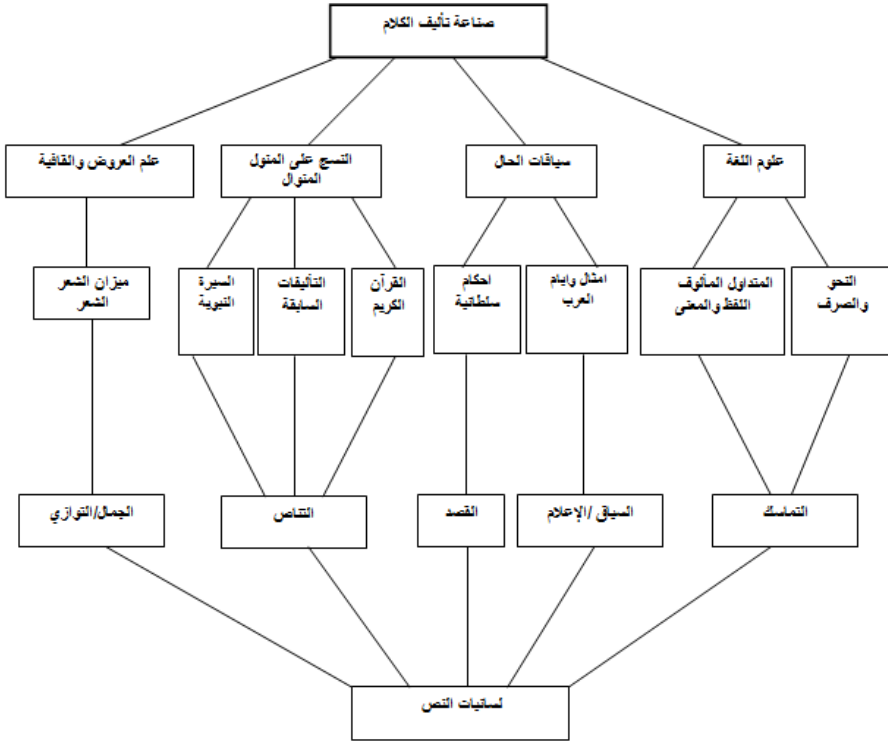 صناعة تأليف الكلام
علوم اللغة
سياقات الحال
النسج على المنول
المنوال
علم العروض والقافية
النحو
والصرف
المتداول المألوف
اللفظ والمعنى
امثال وايام
العرب
احكام
سلطانية
القرآن
الكريم
التأليفات
السابقة
السيرة
النبوية
ميزان الشعر
الشعر
التماسك
السياق /الإعلام
القصد
التناص
الجمال/التوازي
لسانيات النص